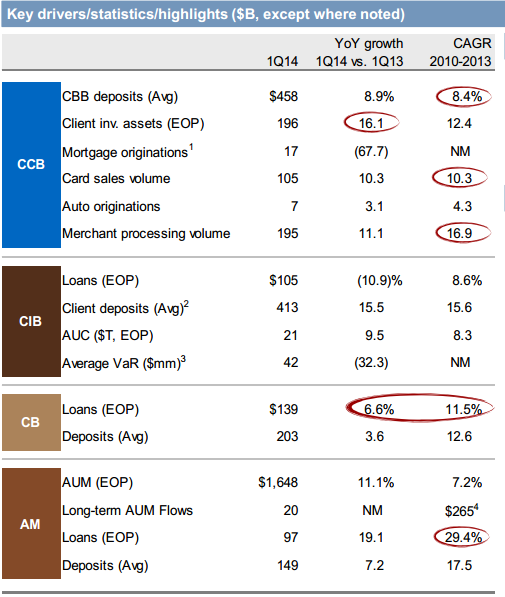 Key drivers/statistics/highlights ($B, except where noted)
YoY growth CAGR
1Q14 1Q14 vs. 1Q13 2010-2013
CCB
CBB deposits (Avg) $458 8.9% 8.4%
Client inv. assets (EOP) 196 16.1 12.4
Mortgage originations¹ 17 (67.7) NM
Card sales volume 105 10.3 10.3
Auto originations 7 3.1 4.3
Merchant processing volume 195 11.1 16.9
CIB
Loans (EOP) $105 (10.9)% 8.6%
Client deposits (Avg)² 413 15.5 15.6
AUC ($T, EOP) 21 9.5 8.3
Average VaR ($mm)³ 42 (32.3) NM
CB
Loans (EOP) $139 6.6% 11.5%
Deposits (Avg) 203 3.6 12.6
AM
AUM (EOP) $1,648 11.1% 7.2%
Long-term AUM Flows 20 NM $265⁴
Loans (EOP) 97 19.1 29.4%
Deposits (Avg) 149 7.2 17.5